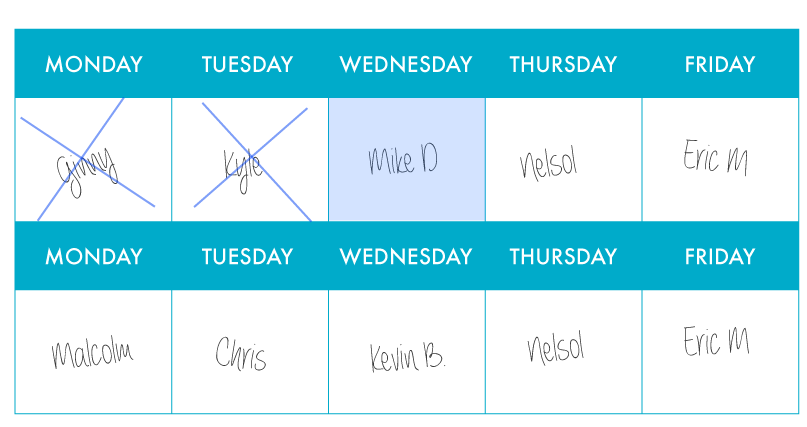 MONDAY TUESDAY WEDNESDAY THURSDAY FRIDAY
Ginny Kyle Mike D Nelsol Eric M
MONDAY TUESDAY WEDNESDAY THURSDAY FRIDAY
Malcolm Chris Kevin B. Nelsol Eric M